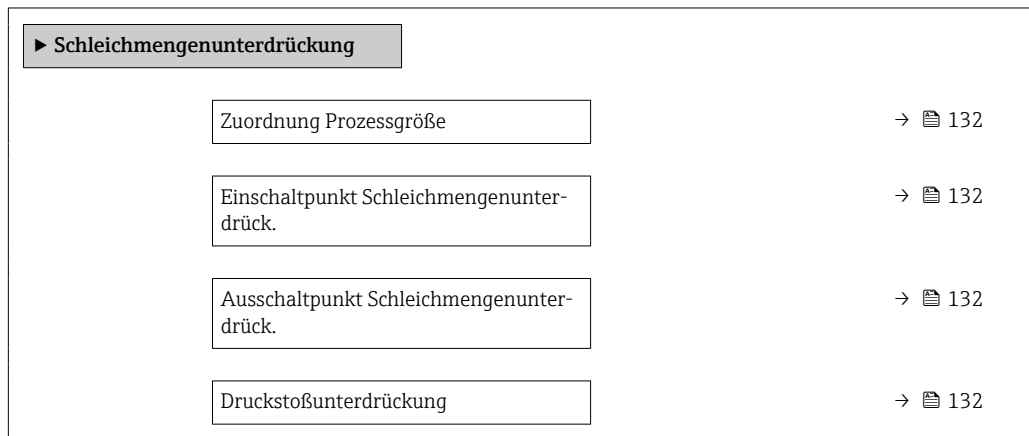 ▶ Schleichmengenunterdrückung
Zuordnung Prozessgröße → 132
Einschaltpunkt Schleichmengenunter-
drück. → 132
Ausschaltpunkt Schleichmengenunter-
drück. → 132
Druckstoßunterdrückung → 132